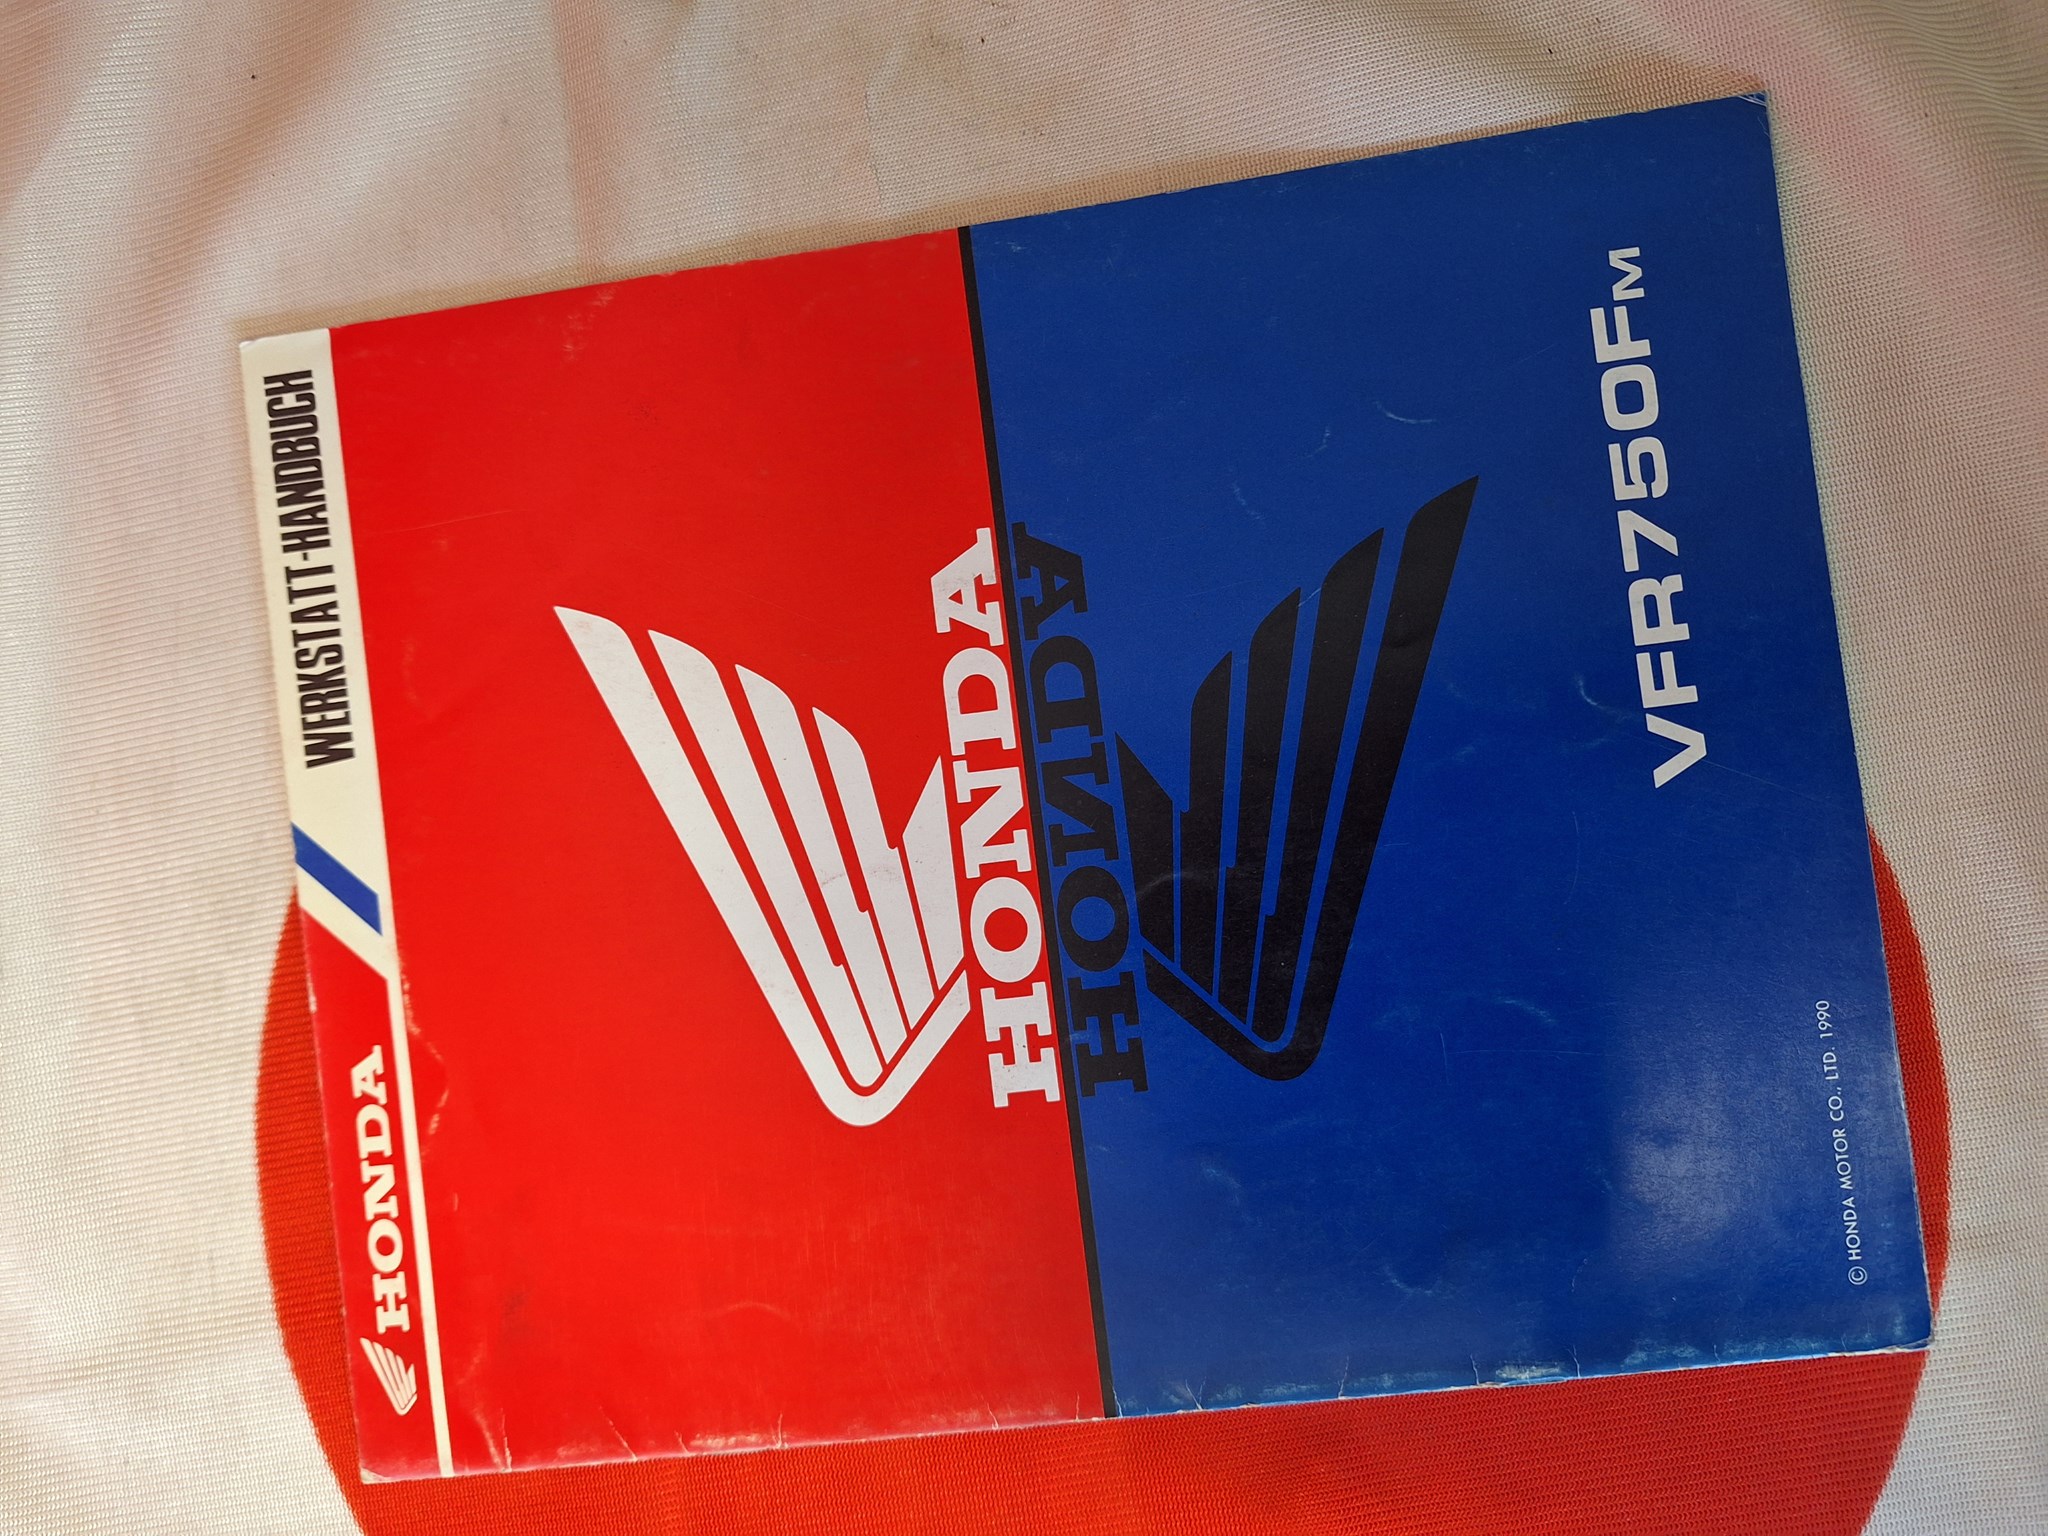 HONDA WERKSTATT-HANDBUCH
HONDA
HONDA
VFR750FM
© HONDA MOTOR CO., LTD. 1990